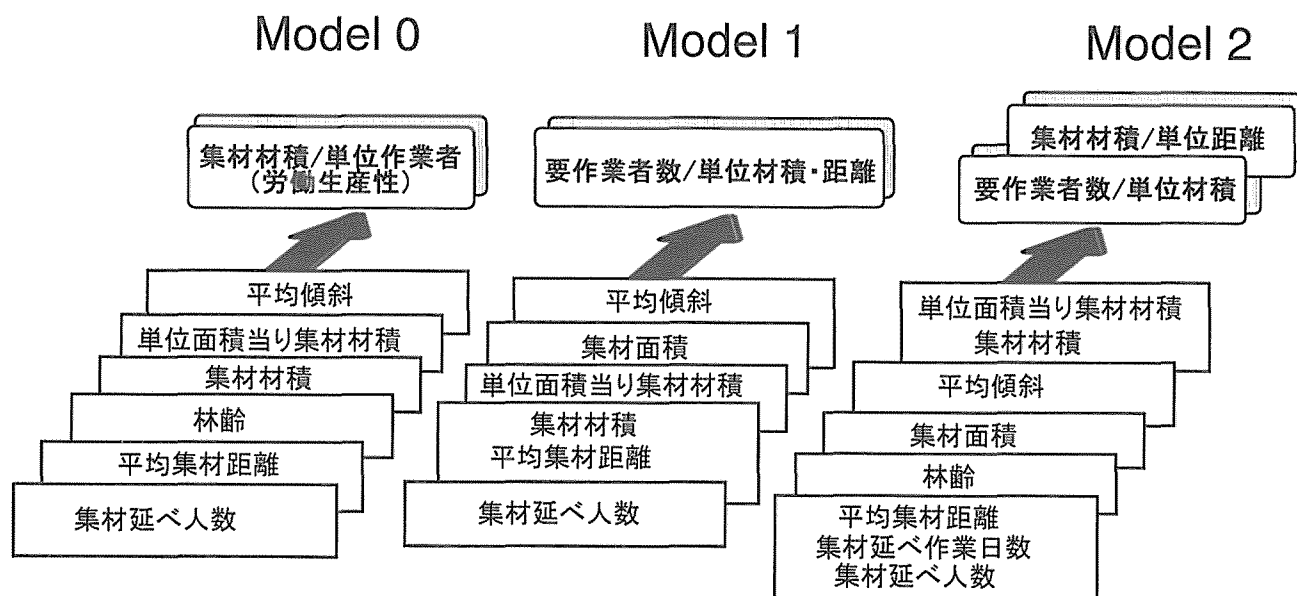 Model 0
集材材積/単位作業者
(労働生産性)
平均傾斜
単位面積当り集材材積
集材材積
林齢
平均集材距離
集材延べ人数
Model 1
要作業者数/単位材積・距離
平均傾斜
集材面積
単位面積当り集材材積
集材材積
平均集材距離
集材延べ人数
Model 2
集材材積/単位距離
要作業者数/単位材積
単位面積当り集材材積
集材材積
平均傾斜
集材面積
林齢
平均集材距離
集材延べ作業日数
集材延べ人数